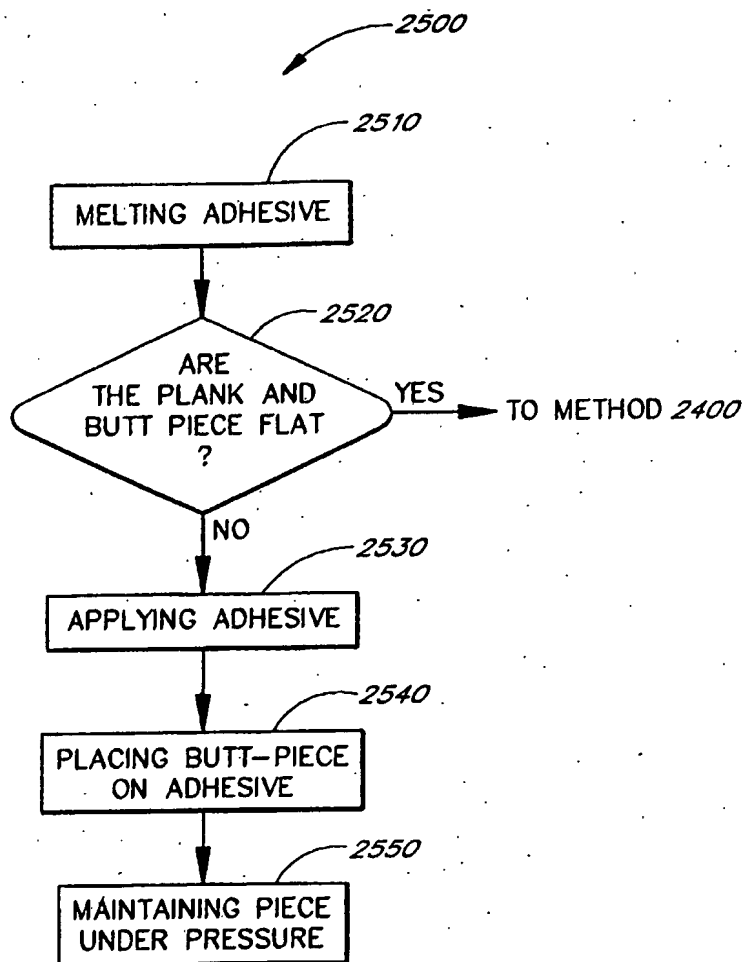 2500
2510
MELTING ADHESIVE
2520
ARE
THE PLANK AND
BUTT PIECE FLAT
?
YES
TO METHOD 2400
NO
2530
APPLYING ADHESIVE
2540
PLACING BUTT-PIECE
ON ADHESIVE
2550
MAINTAINING PIECE
UNDER PRESSURE